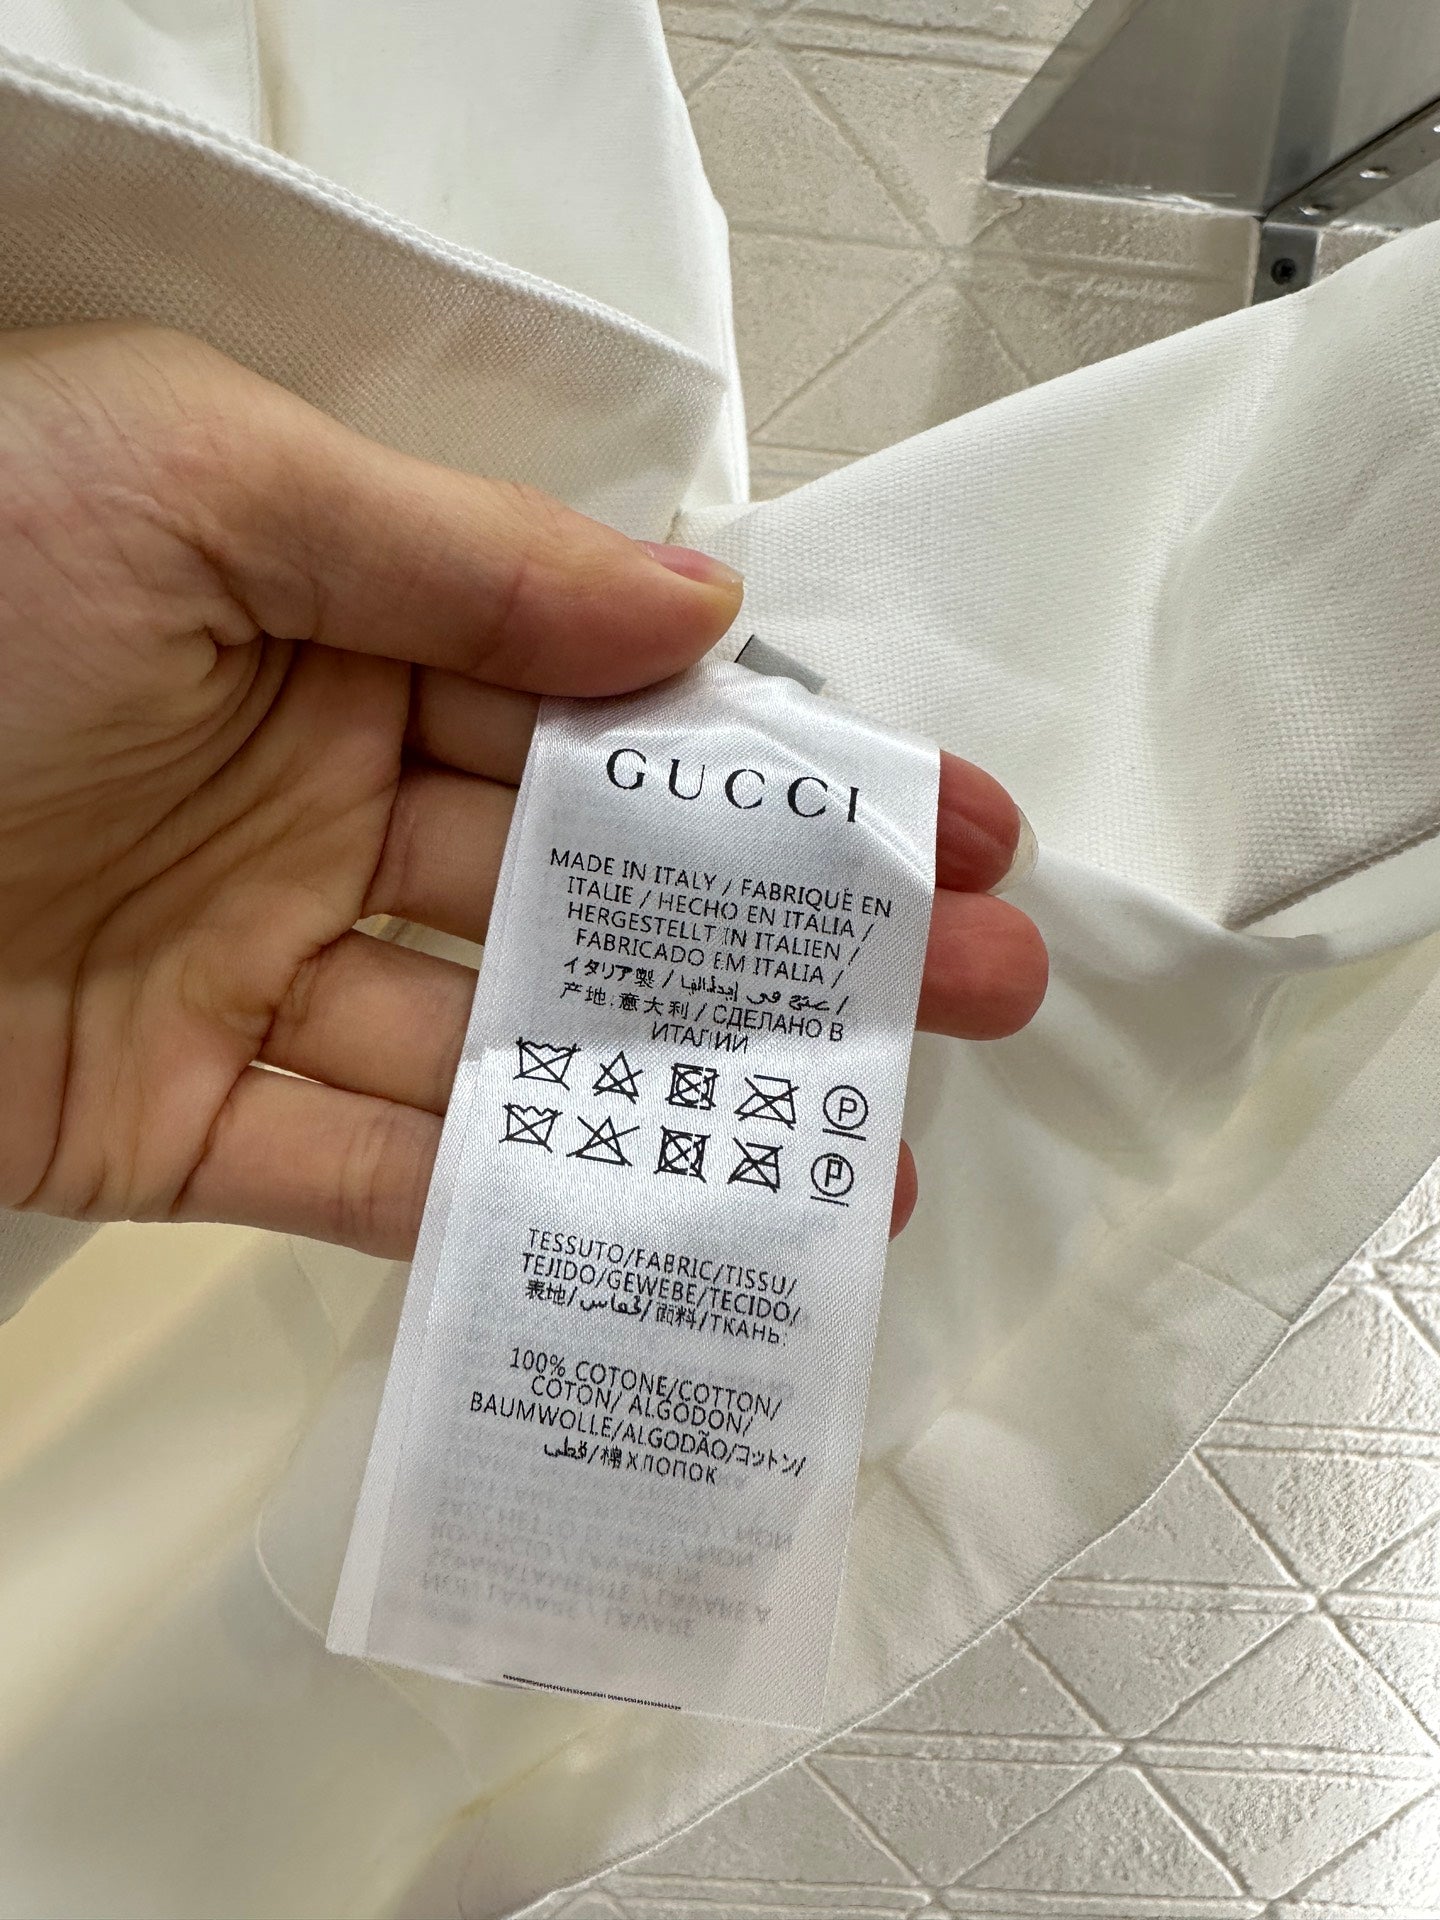 GUCCI
MADE IN ITALY / FABRIQUÉ EN
ITALIE / HECHO EN ITALIA /
HERGESTELLT IN ITALIEN /
FABRICADO EM ITALIA /
イタリア製 / صنع في إيطاليا /
产地:意大利 / СДЕЛАНО В
ИТАЛИИ
P
P
TESSUTO/FABRIC/TISSU/
TEJIDO/GEWEBE/TECIDO/
表地/قماش/面料/ТКАНЬ:
100% COTONE/COTTON/
COTON/ ALGODON/
BAUMWOLLE/ALGODÃO/コットン/
قطن/棉 ХЛОПОК